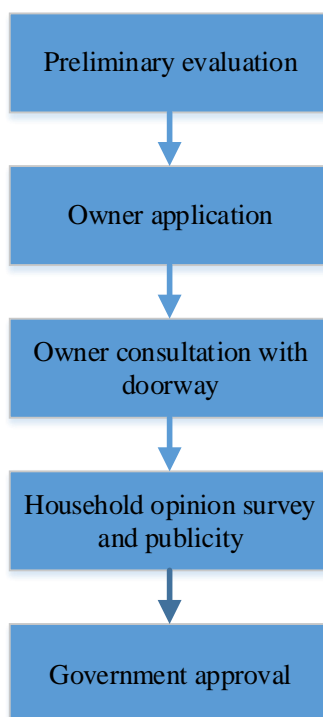 Preliminary evaluation
Owner application
Owner consultation with
doorway
Household opinion survey
and publicity
Government approval